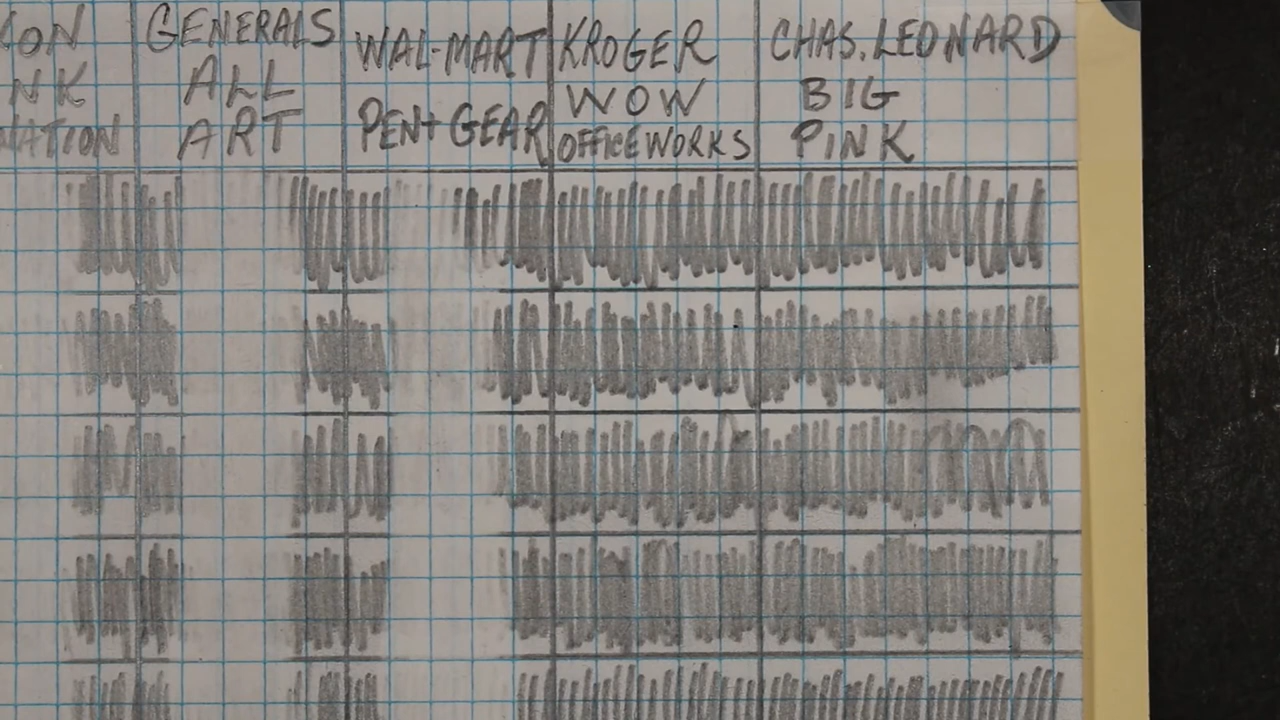 GENERALS
ALL
ART
WAL-MART
PEN+GEAR
KROGER
WOW
OFFICEWORKS
CHAS. LEONARD
BIG
PINK